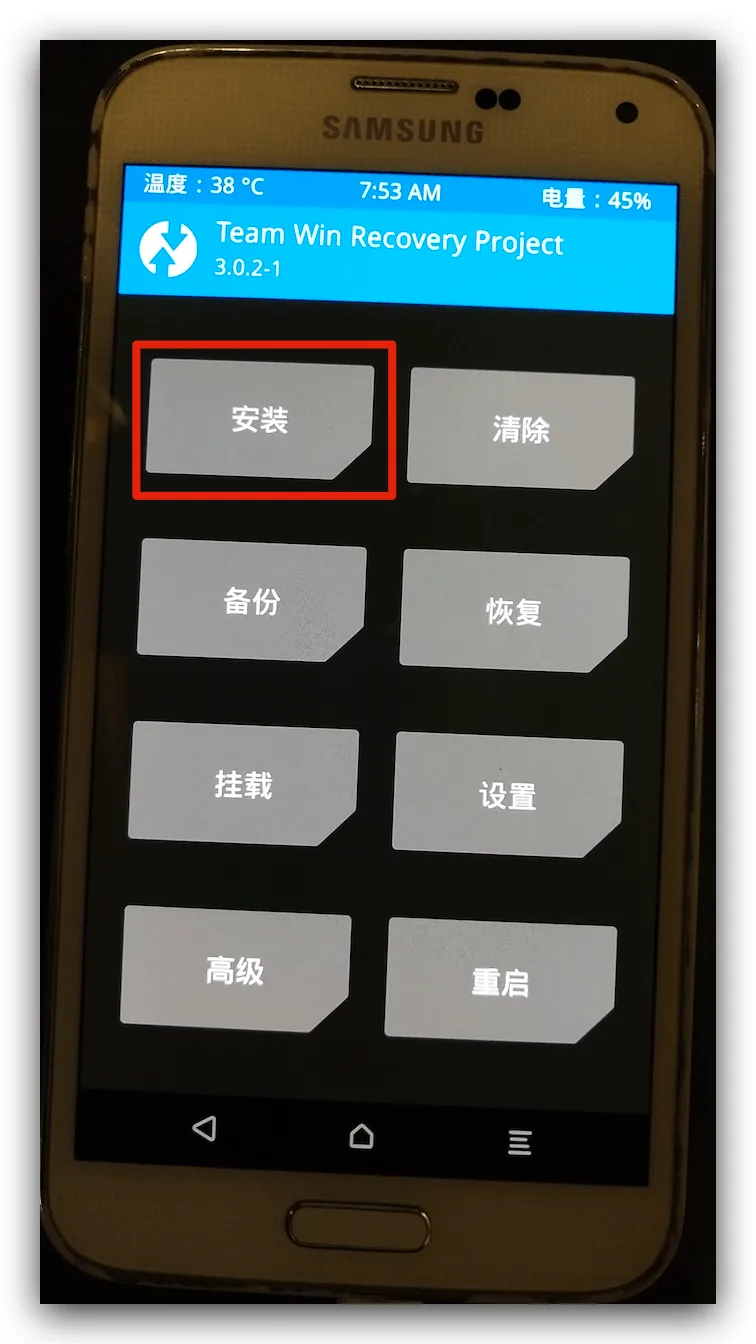 SAMSUNG
温度：38 °C 7:53 AM 电量：45%
Team Win Recovery Project
3.0.2-1
安装 清除
备份 恢复
挂载 设置
高级 重启